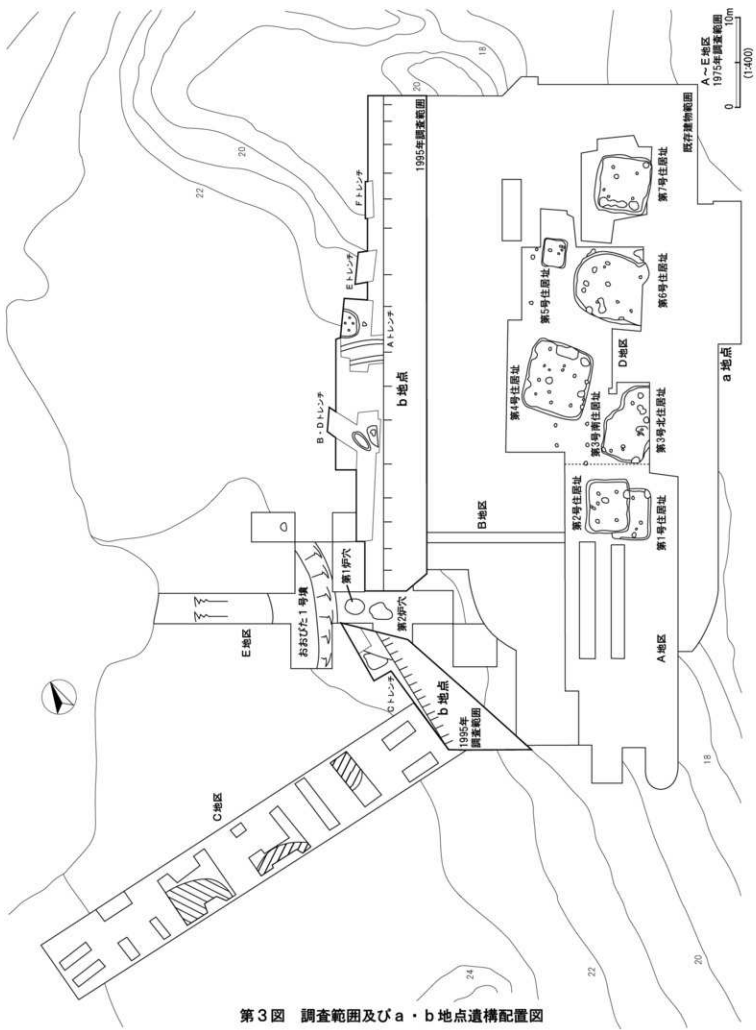 A～E地区
1975年調査範囲
0 10m
(1:400)
18
20
20
22
既存建物範囲
1995年調査範囲
Fトレンチ
Eトレンチ
D
Aトレンチ
b地点
B・Dトレンチ
第7号住居址
第5号住居址
第6号住居址
第4号住居址
D地区
a地点
第3号南住居址
第3号北住居址
B地区
第2号住居址
第1号住居址
おおびた1号墳
第1炉穴
第2炉穴
E地区
Cトレンチ
b地点
1995年
調査範囲
A地区
C地区
18
20
22
24
第3図 調査範囲及びa・b地点遺構配置図